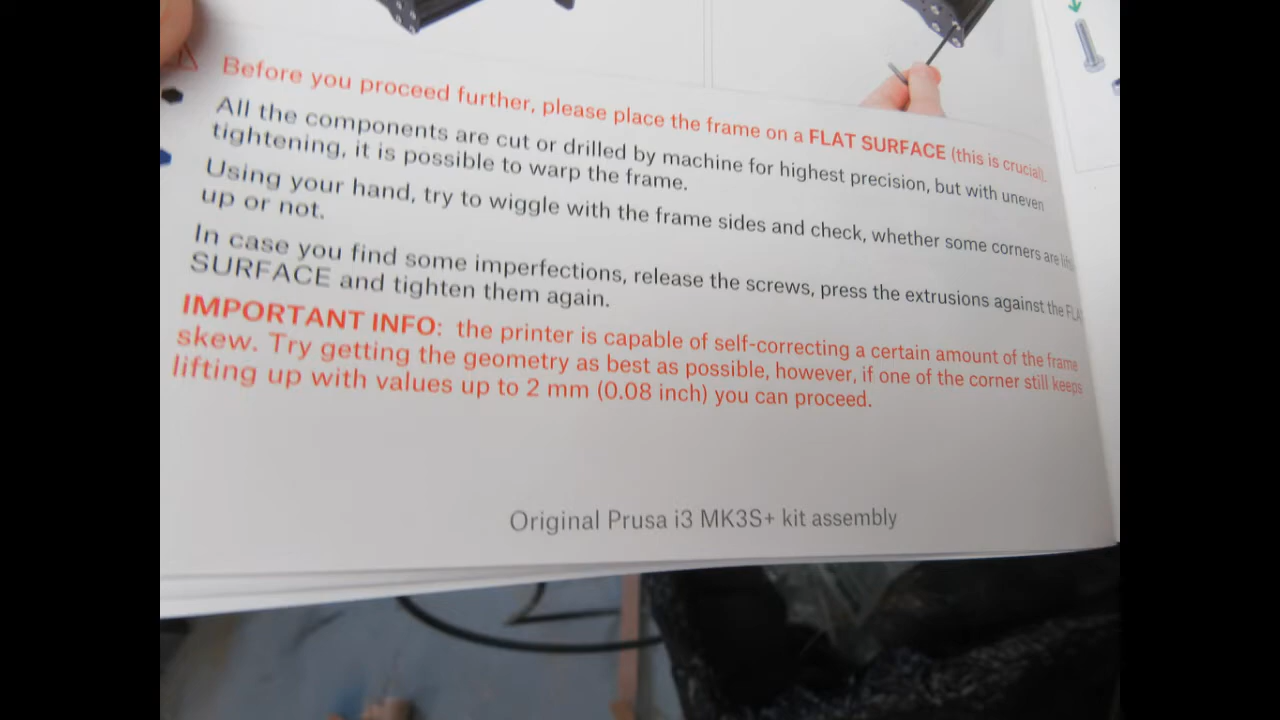 Before you proceed further, please place the frame on a FLAT SURFACE (this is crucial).
All the components are cut or drilled by machine for highest precision, but with uneven
tightening, it is possible to warp the frame.
Using your hand, try to wiggle with the frame sides and check, whether some corners are
up or not.
In case you find some imperfections, release the screws, press the extrusions against the
SURFACE and tighten them again.
IMPORTANT INFO: the printer is capable of self-correcting a certain amount of the frame
skew. Try getting the geometry as best as possible, however, if one of the corner still keeps
lifting up with values up to 2 mm (0.08 inch) you can proceed.
Original Prusa i3 MK3S+ kit assembly